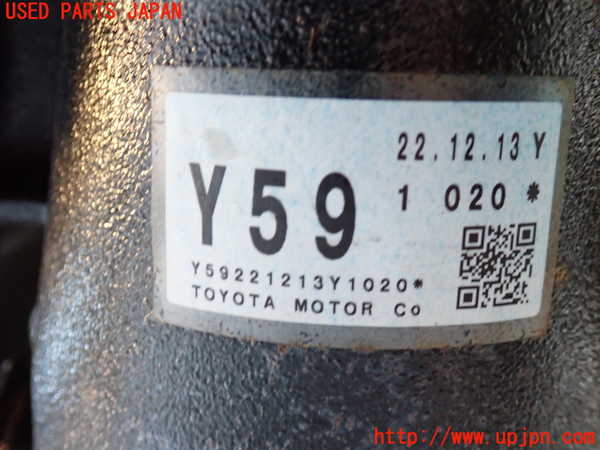 USED PARTS JAPAN
22.12.13 Y
Y59
1 020 *
Y59221213Y1020*
TOYOTA MOTOR Co
http://www.upjpn.com